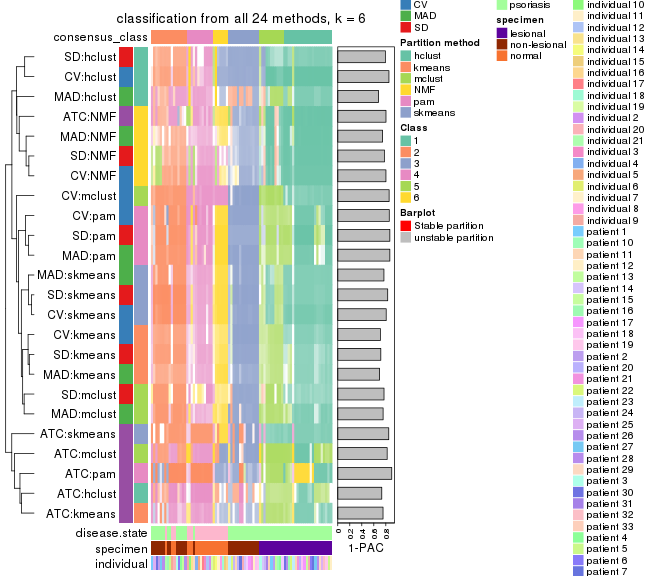 classification from all 24 methods, k = 6
consensus_class
SD:hclust
CV:hclust
MAD:hclust
ATC:NMF
MAD:NMF
SD:NMF
CV:NMF
CV:mclust
CV:pam
SD:pam
MAD:pam
MAD:skmeans
SD:skmeans
CV:skmeans
CV:kmeans
SD:kmeans
MAD:kmeans
SD:mclust
MAD:mclust
ATC:skmeans
ATC:mclust
ATC:pam
ATC:hclust
ATC:kmeans
disease.state
specimen
individual
0
0.2
0.4
0.6
0.8
1-PAC
CV
MAD
SD
Partition method
hclust
kmeans
mclust
NMF
pam
skmeans
Class
1
2
3
4
5
6
Barplot
Stable partition
unstable partition
psoriasis
specimen
lesional
non-lesional
normal
individual 10
individual 11
individual 12
individual 13
individual 14
individual 15
individual 16
individual 17
individual 18
individual 19
individual 2
individual 20
individual 21
individual 3
individual 4
individual 5
individual 6
individual 7
individual 8
individual 9
patient 1
patient 10
patient 11
patient 12
patient 13
patient 14
patient 15
patient 16
patient 17
patient 18
patient 19
patient 2
patient 20
patient 21
patient 22
patient 23
patient 24
patient 25
patient 26
patient 27
patient 28
patient 29
patient 3
patient 30
patient 31
patient 32
patient 33
patient 4
patient 5
patient 6
patient 7